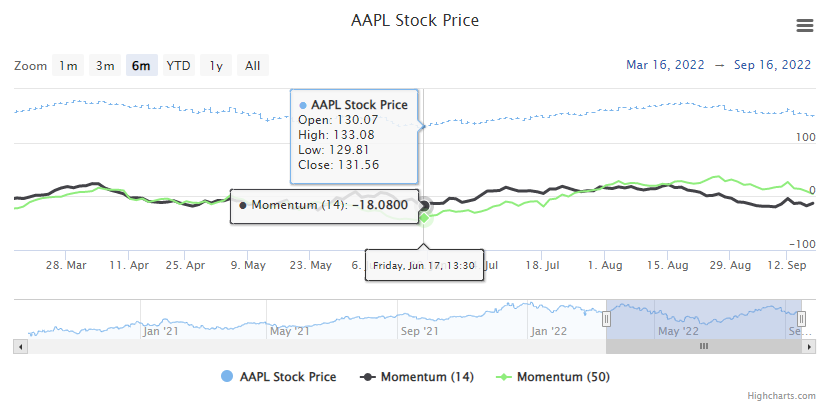 AAPL Stock Price
Zoom 1m 3m 6m YTD 1y All
Mar 16, 2022 → Sep 16, 2022
● AAPL Stock Price
Open: 130.07
High: 133.08
Low: 129.81
Close: 131.56
100
0
−100
● Momentum (14): −18.0800
28. Mar 11. Apr 25. Apr 9. May 23. May 6. Jul 18. Jul 1. Aug 15. Aug 29. Aug 12. Sep
Friday, Jun 17, 13:30
Jan '21 May '21 Sep '21 Jan '22 May '22 Se…
AAPL Stock Price Momentum (14) Momentum (50)
Highcharts.com